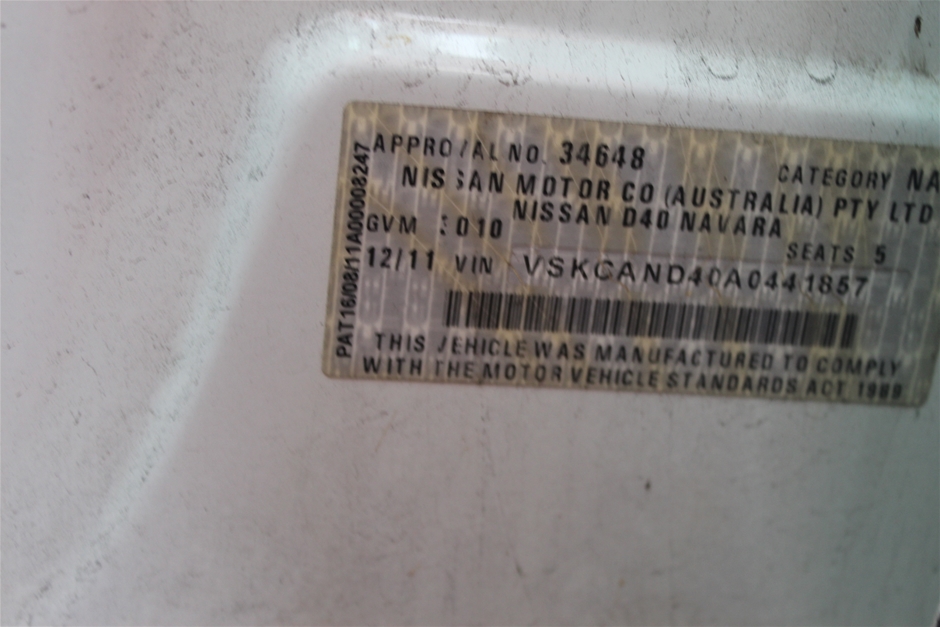 APPROVAL NO. 34648 CATEGORY NA
NISSAN MOTOR CO (AUSTRALIA) PTY LTD
NISSAN D40 NAVARA
GVM 3010 SEATS 5
12/11 VIN VSKCAND40A0441857
THIS VEHICLE WAS MANUFACTURED TO COMPLY
WITH THE MOTOR VEHICLE STANDARDS ACT 1989
PAT16/08/11A00008247